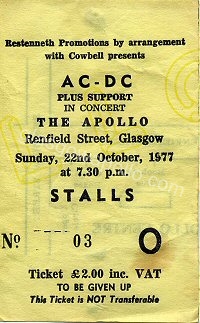 Restenneth Promotions by arrangement
with Cowbell presents
AC-DC
PLUS SUPPORT
IN CONCERT
THE APOLLO
Renfield Street, Glasgow
Sunday, 22nd October, 1977
at 7.30 p.m.
STALLS
No 03 O
Ticket £2.00 inc. VAT
TO BE GIVEN UP
This Ticket is NOT Transferable